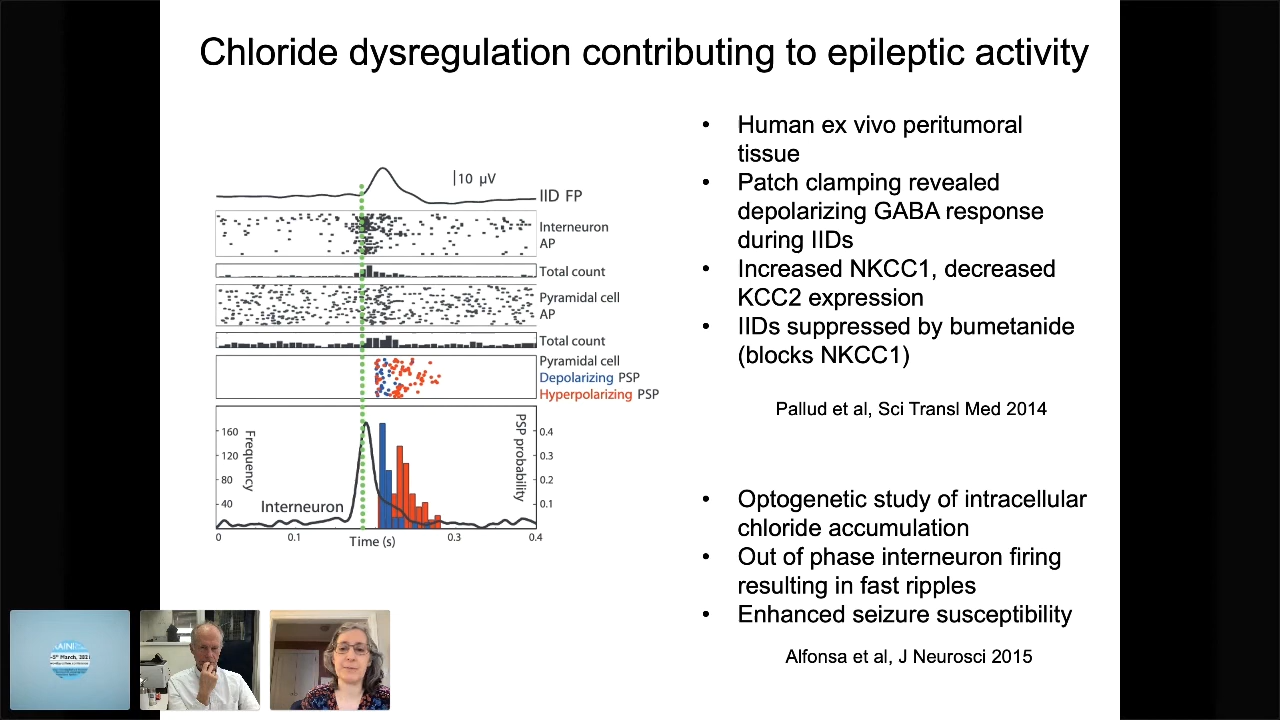 Chloride dysregulation contributing to epileptic activity
10 µV
IID FP
Interneuron
AP
Total count
Pyramidal cell
AP
Total count
Pyramidal cell
Depolarizing PSP
Hyperpolarizing PSP
160
120
80
40
Frequency
Interneuron
PSP probability
0.4
0.3
0.2
0.1
0
0.1
Time (s)
0.3
0.4
• Human ex vivo peritumoral
tissue
• Patch clamping revealed
depolarizing GABA response
during IIDs
• Increased NKCC1, decreased
KCC2 expression
• IIDs suppressed by bumetanide
(blocks NKCC1)
Pallud et al, Sci Transl Med 2014
• Optogenetic study of intracellular
chloride accumulation
• Out of phase interneuron firing
resulting in fast ripples
• Enhanced seizure susceptibility
Alfonsa et al, J Neurosci 2015